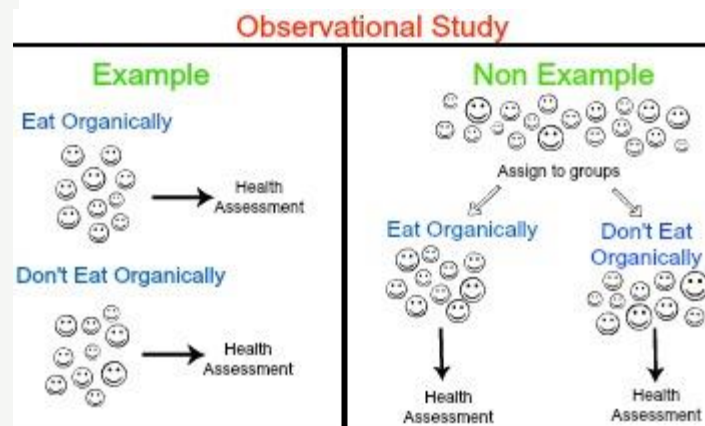 Observational Study
Example
Eat Organically
Health
Assessment
Don't Eat Organically
Health
Assessment
Non Example
Assign to groups
Eat Organically
Don't Eat
Organically
Health
Assessment
Health
Assessment